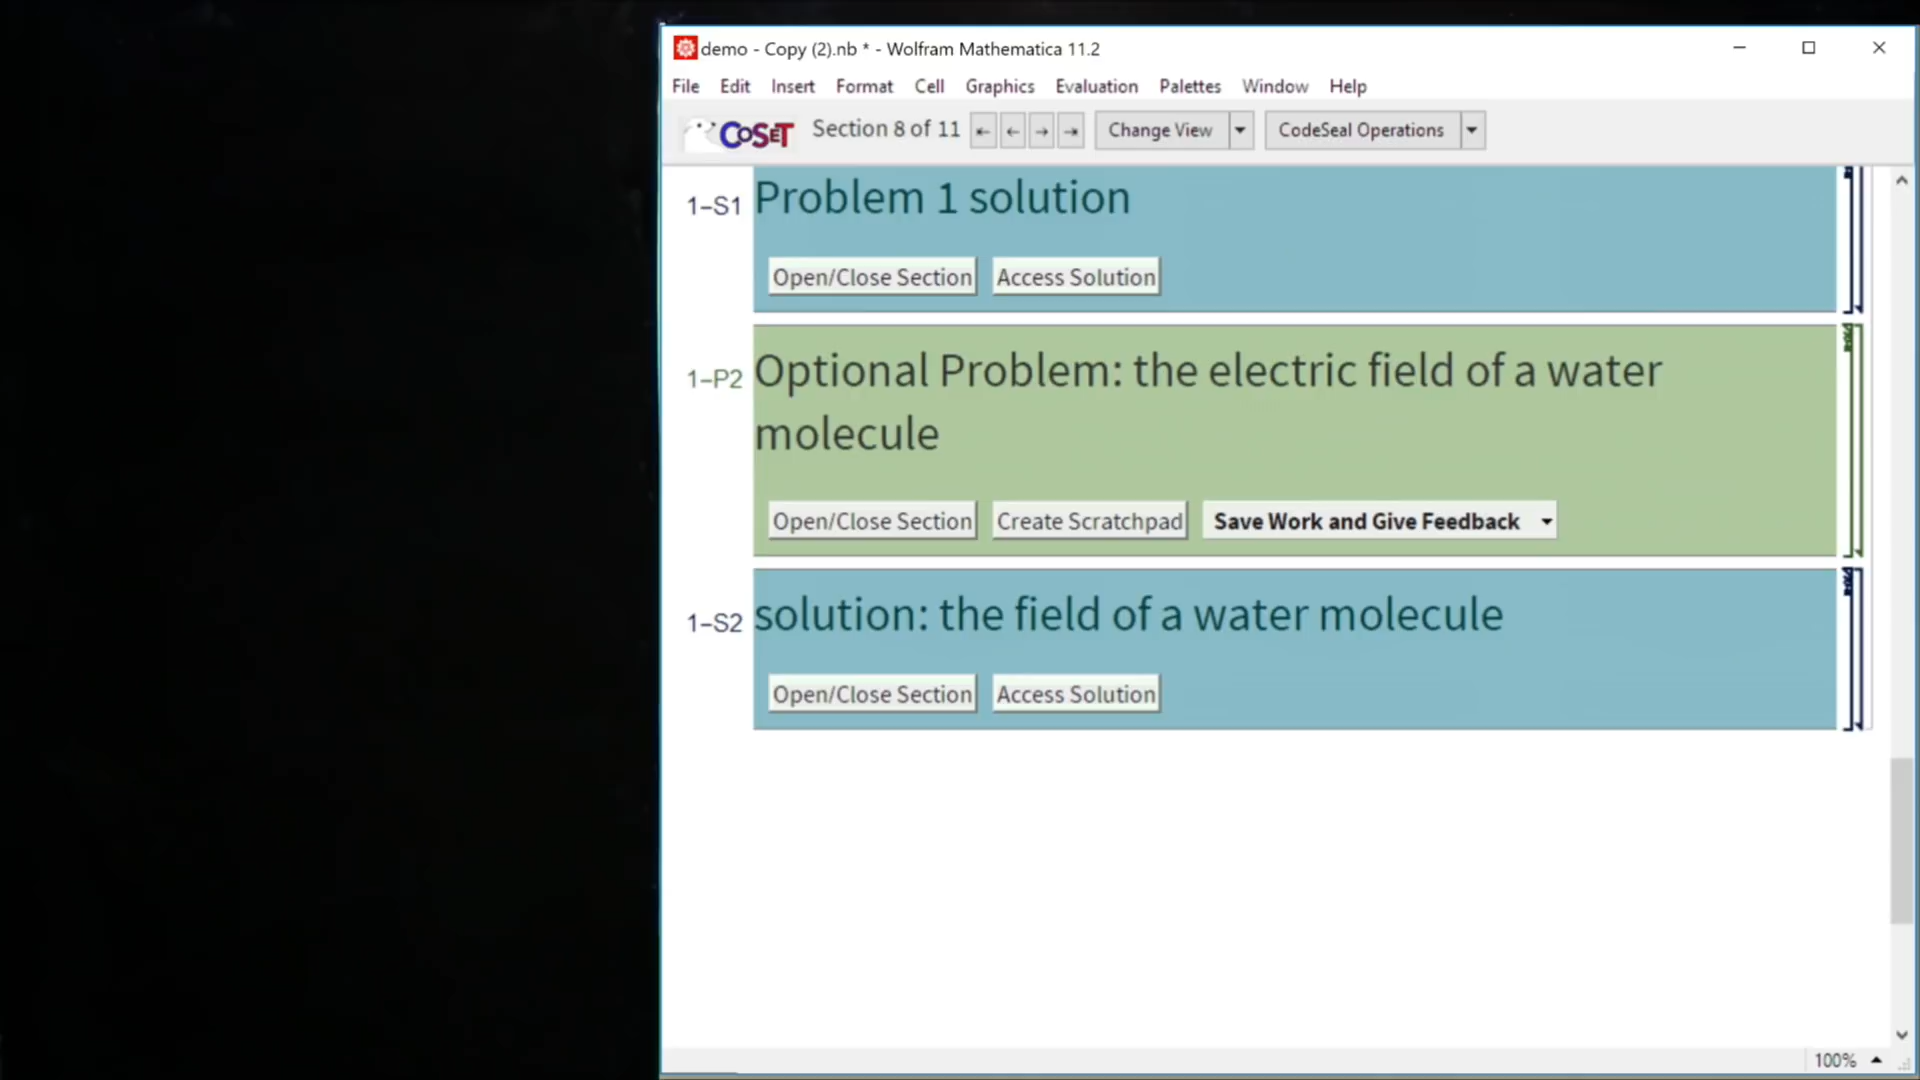 demo - Copy (2).nb * - Wolfram Mathematica 11.2
File Edit Insert Format Cell Graphics Evaluation Palettes Window Help
CoSeT Section 8 of 11 ⇤ ← → ⇥ Change View CodeSeal Operations
1–S1 Problem 1 solution
Open/Close Section Access Solution
1–P2 Optional Problem: the electric field of a water
molecule
Open/Close Section Create Scratchpad Save Work and Give Feedback
1–S2 solution: the field of a water molecule
Open/Close Section Access Solution
100%